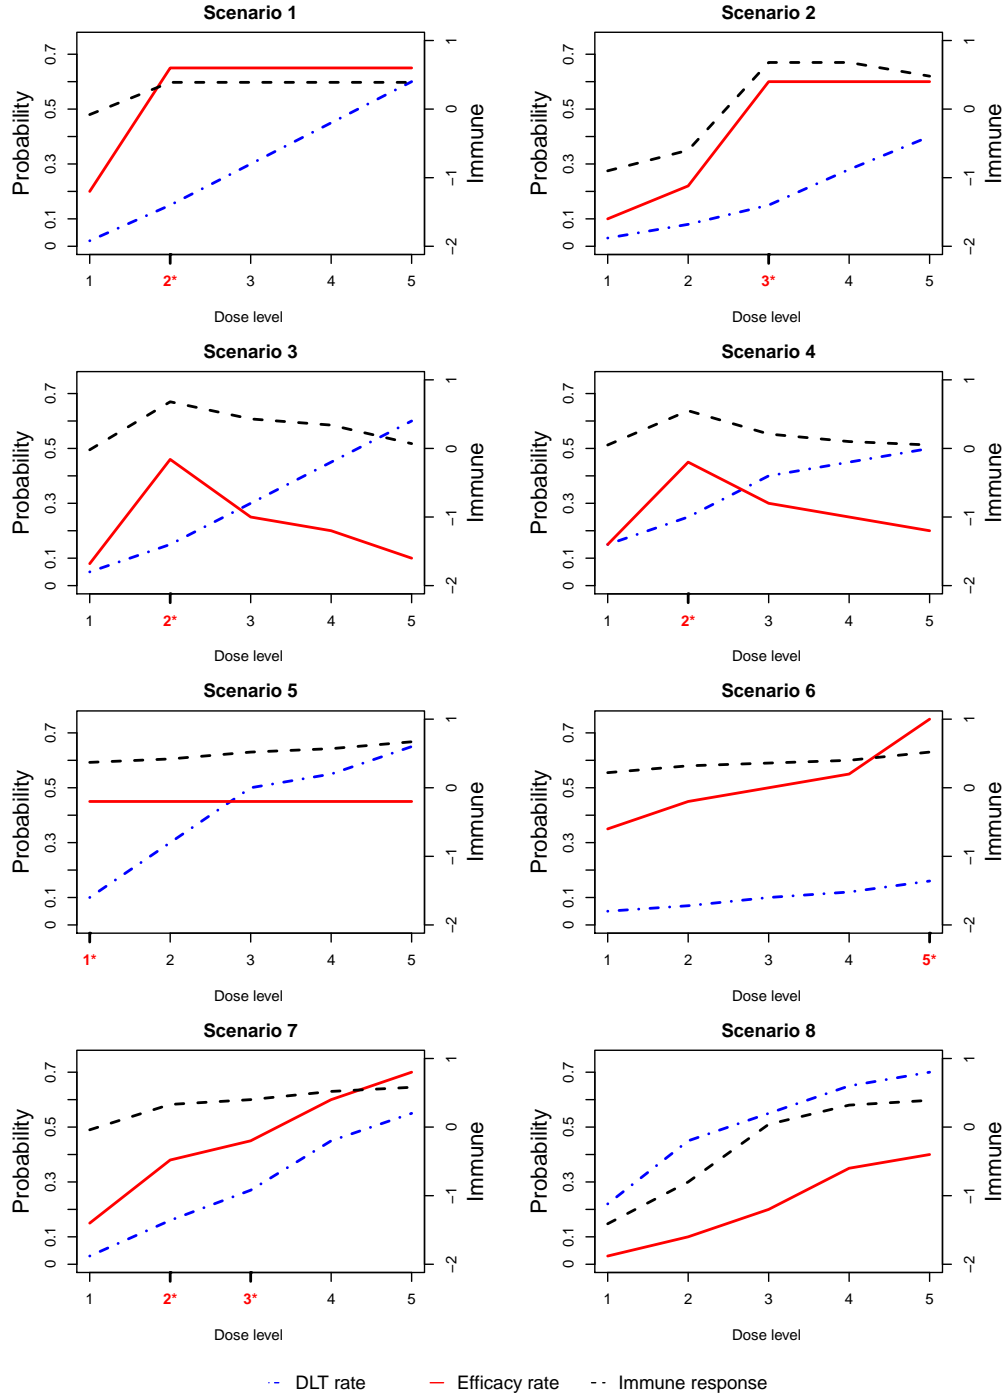 Scenario 1
Probability
0 0.1 0.3 0.5 0.7
Immune
−2 −1 0 1
1 2* 3 4 5
Dose level
Scenario 2
Probability
0 0.1 0.3 0.5 0.7
Immune
−2 −1 0 1
1 2 3* 4 5
Dose level
Scenario 3
Probability
0 0.1 0.3 0.5 0.7
Immune
−2 −1 0 1
1 2* 3 4 5
Dose level
Scenario 4
Probability
0 0.1 0.3 0.5 0.7
Immune
−2 −1 0 1
1 2* 3 4 5
Dose level
Scenario 5
Probability
0 0.1 0.3 0.5 0.7
Immune
−2 −1 0 1
1* 2 3 4 5
Dose level
Scenario 6
Probability
0 0.1 0.3 0.5 0.7
Immune
−2 −1 0 1
1 2 3 4 5*
Dose level
Scenario 7
Probability
0 0.1 0.3 0.5 0.7
Immune
−2 −1 0 1
1 2* 3* 4 5
Dose level
Scenario 8
Probability
0 0.1 0.3 0.5 0.7
Immune
−2 −1 0 1
1 2 3 4 5
Dose level
DLT rate Efficacy rate Immune response